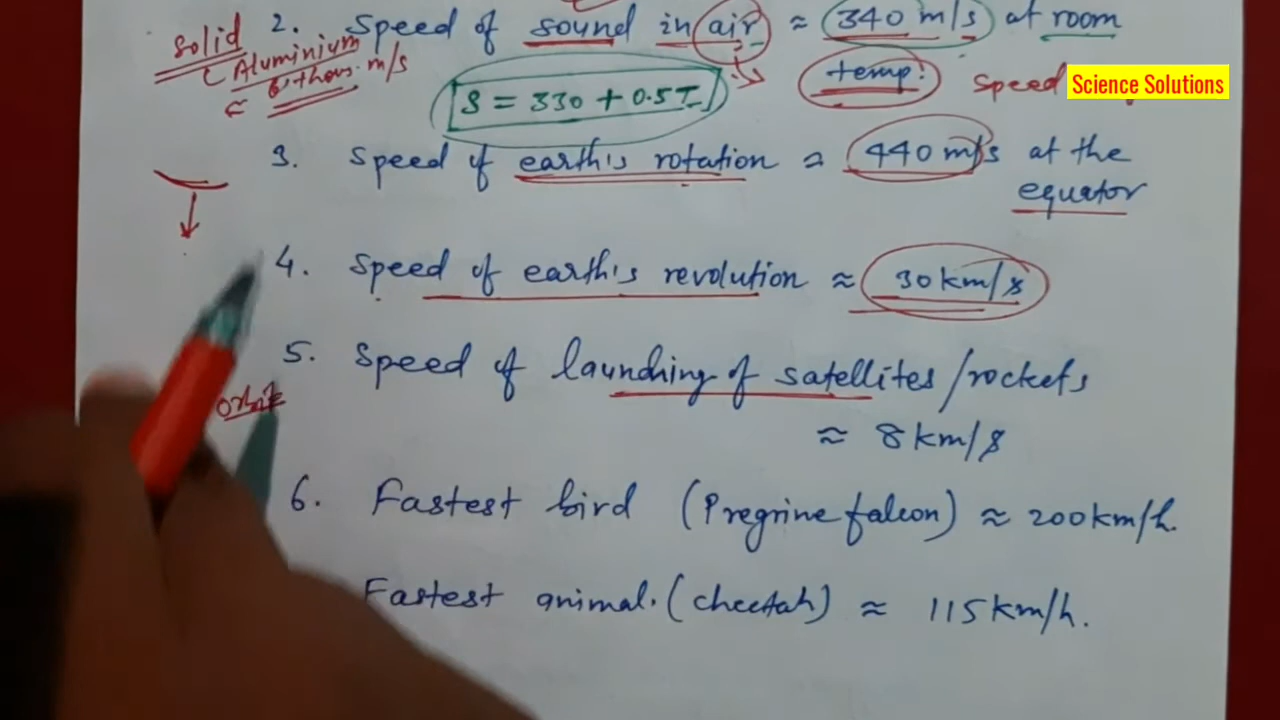 2. Speed of sound in air ≈ 340 m/s at room
temp.
Speed
Science Solutions
solid
Aluminium
6 thous. m/s
S = 330 + 0.5T
3. Speed of earth's rotation ≈ 440 m/s at the
equator
4. Speed of earth's revolution ≈ 30 km/s
5. Speed of launching of satellites/rockets
≈ 8 km/s
orbit
6. Fastest bird (Pregrine falcon) ≈ 200 km/h.
Fastest animal. (cheetah) ≈ 115 km/h.